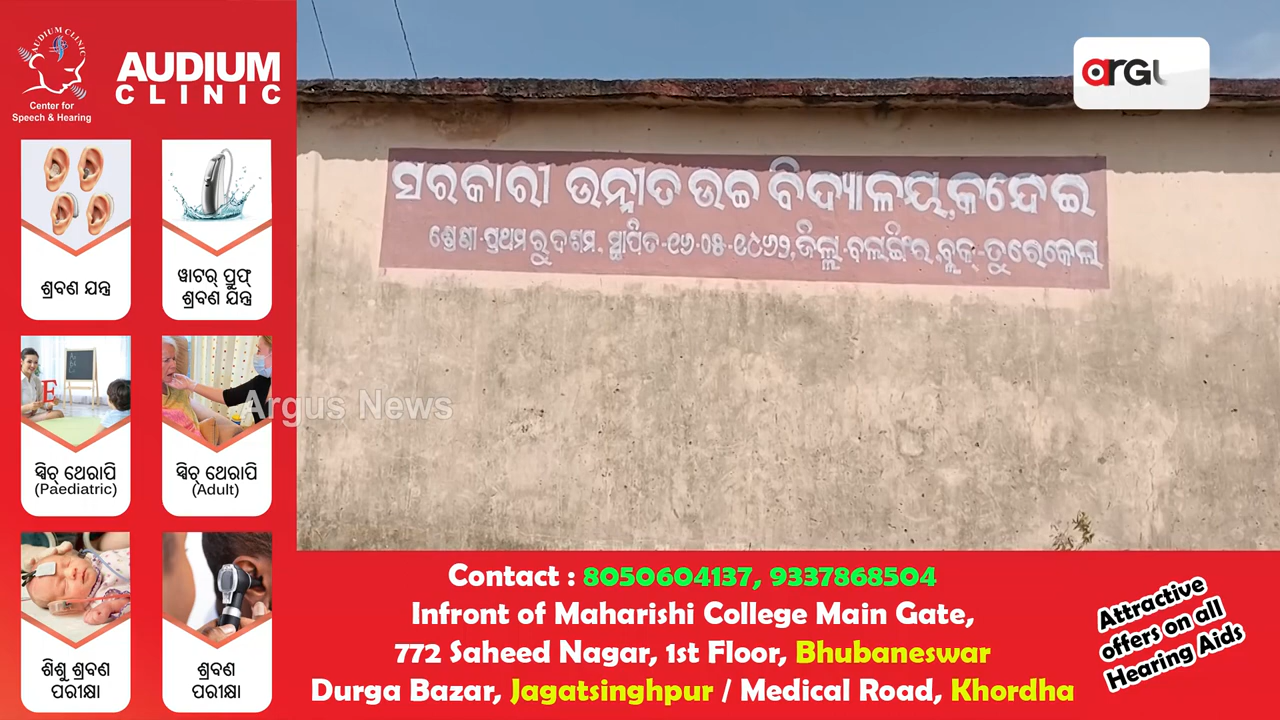 AUDIUM CLINIC
Center for
Speech & Hearing
AUDIUM
CLINIC
ଶ୍ରବଣ ଯନ୍ତ୍ର
ୱାଟର୍ ପ୍ରୁଫ୍
ଶ୍ରବଣ ଯନ୍ତ୍ର
ସ୍ପିଚ୍ ଥେରାପି
(Paediatric)
ସ୍ପିଚ୍ ଥେରାପି
(Adult)
ଶିଶୁ ଶ୍ରବଣ
ପରୀକ୍ଷା
ଶ୍ରବଣ
ପରୀକ୍ଷା
ସରକାରୀ ଉନ୍ନୀତ ଉଚ୍ଚ ବିଦ୍ୟାଳୟ,କନ୍ଦେଇ
ଶ୍ରେଣୀ-ପ୍ରଥମ ରୁ ଦଶମ, ସ୍ଥାପିତ-୧୬-୦୫-୧୯୬୨,ଜିଲ୍ଲା-ବଲାଙ୍ଗିର,ବ୍ଲକ୍-ତୁରେକେଲା
ARGU
Argus News
Contact : 8050604137, 9337868504
Infront of Maharishi College Main Gate,
772 Saheed Nagar, 1st Floor, Bhubaneswar
Durga Bazar, Jagatsinghpur / Medical Road, Khordha
Attractive
offers on all
Hearing Aids